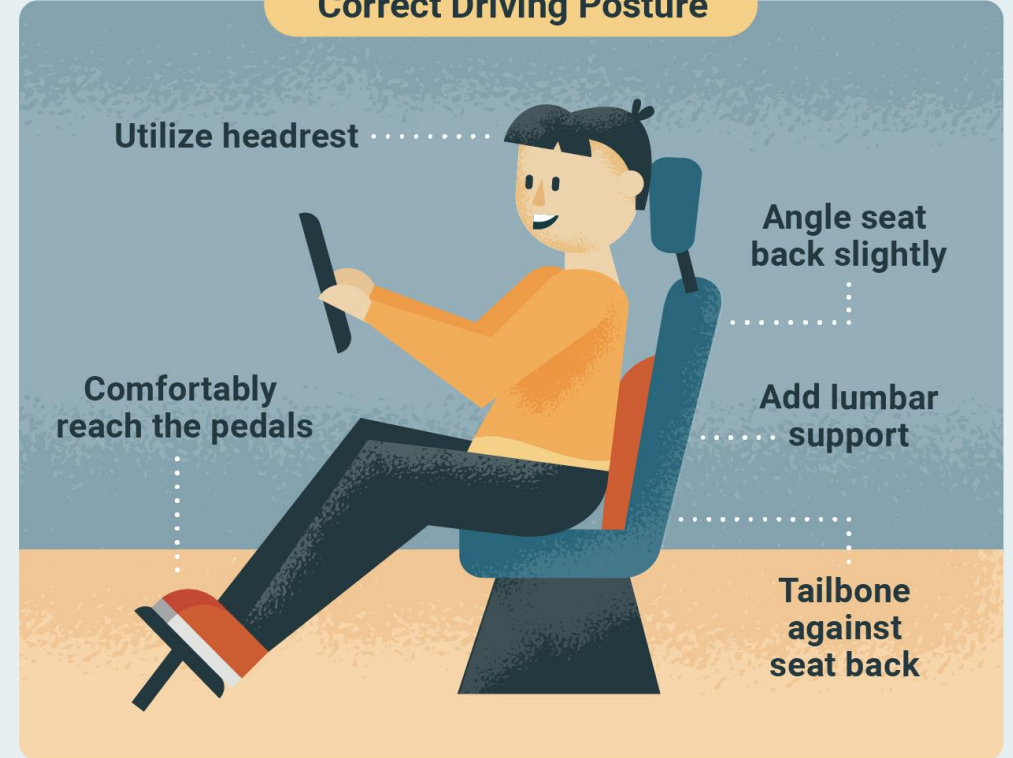 Correct Driving Posture
Utilize headrest
Angle seat
back slightly
Comfortably
reach the pedals
Add lumbar
support
Tailbone
against
seat back